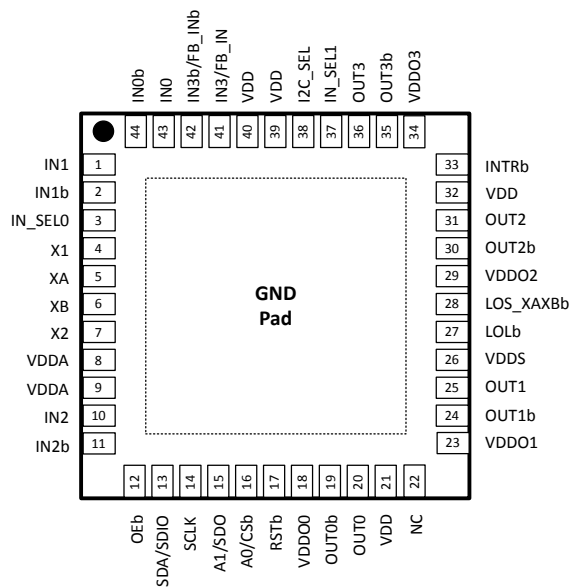 IN0b
IN0
IN3b/FB_INb
IN3/FB_IN
VDD
VDD
I2C_SEL
IN_SEL1
OUT3
OUT3b
VDDO3
44
43
42
41
40
39
38
37
36
35
34
IN1 1
IN1b 2
IN_SEL0 3
X1 4
XA 5
XB 6
X2 7
VDDA 8
VDDA 9
IN2 10
IN2b 11
GND
Pad
33 INTRb
32 VDD
31 OUT2
30 OUT2b
29 VDDO2
28 LOS_XAXBb
27 LOLb
26 VDDS
25 OUT1
24 OUT1b
23 VDDO1
12
13
14
15
16
17
18
19
20
21
22
OEb
SDA/SDIO
SCLK
A1/SDO
A0/CSb
RSTb
VDDO0
OUT0b
OUT0
VDD
NC